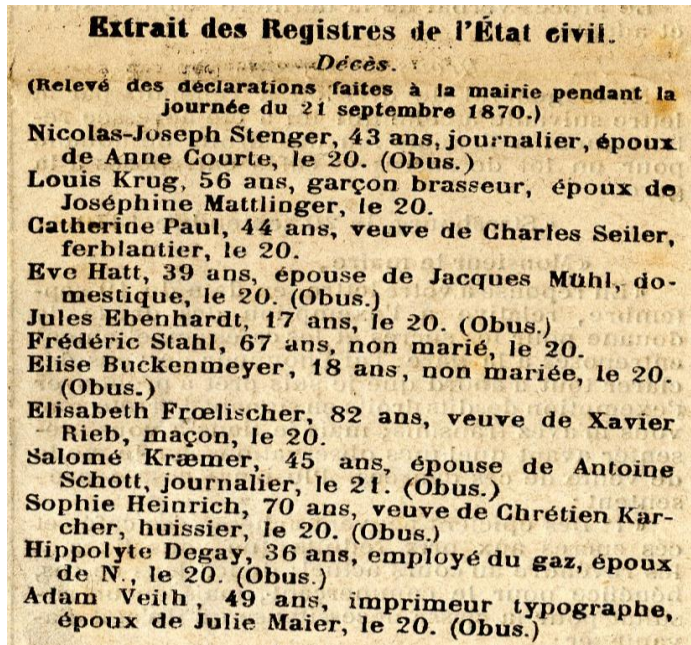 Extrait des Registres de l'État civil.
Décès.
(Relevé des déclarations faites à la mairie pendant la
journée du 21 septembre 1870.)
Nicolas-Joseph Stenger, 43 ans, journalier, époux
de Anne Courte, le 20. (Obus.)
Louis Krug, 56 ans, garçon brasseur, époux de
Joséphine Mattlinger, le 20.
Catherine Paul, 44 ans, veuve de Charles Seiler,
ferblantier, le 20.
Eve Hatt, 39 ans, épouse de Jacques Mühl, do-
mestique, le 20. (Obus.)
Jules Ebenhardt, 17 ans, le 20. (Obus.)
Frédéric Stahl, 67 ans, non marié, le 20.
Elise Buckenmeyer, 18 ans, non mariée, le 20.
(Obus.)
Elisabeth Frœlischer, 82 ans, veuve de Xavier
Rieb, maçon, le 20.
Salomé Kræmer, 45 ans, épouse de Antoine
Schott, journalier, le 21. (Obus.)
Sophie Heinrich, 70 ans, veuve de Chrétien Kar-
cher, huissier, le 20. (Obus.)
Hippolyte Degay, 36 ans, employé du gaz, époux
de N., le 20. (Obus.)
Adam Veith, 49 ans, imprimeur typographe,
époux de Julie Maier, le 20. (Obus.)